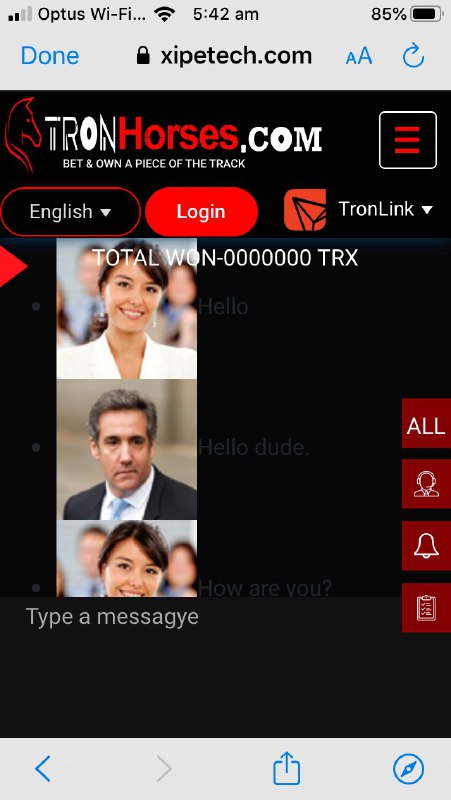 Optus Wi-Fi... 5:42 am 85%
Done xipetech.com AA
TRONHorses.COM
BET & OWN A PIECE OF THE TRACK
English Login TronLink
TOTAL WON-0000000 TRX
Hello
ALL
Hello dude.
How are you?
Type a messagye